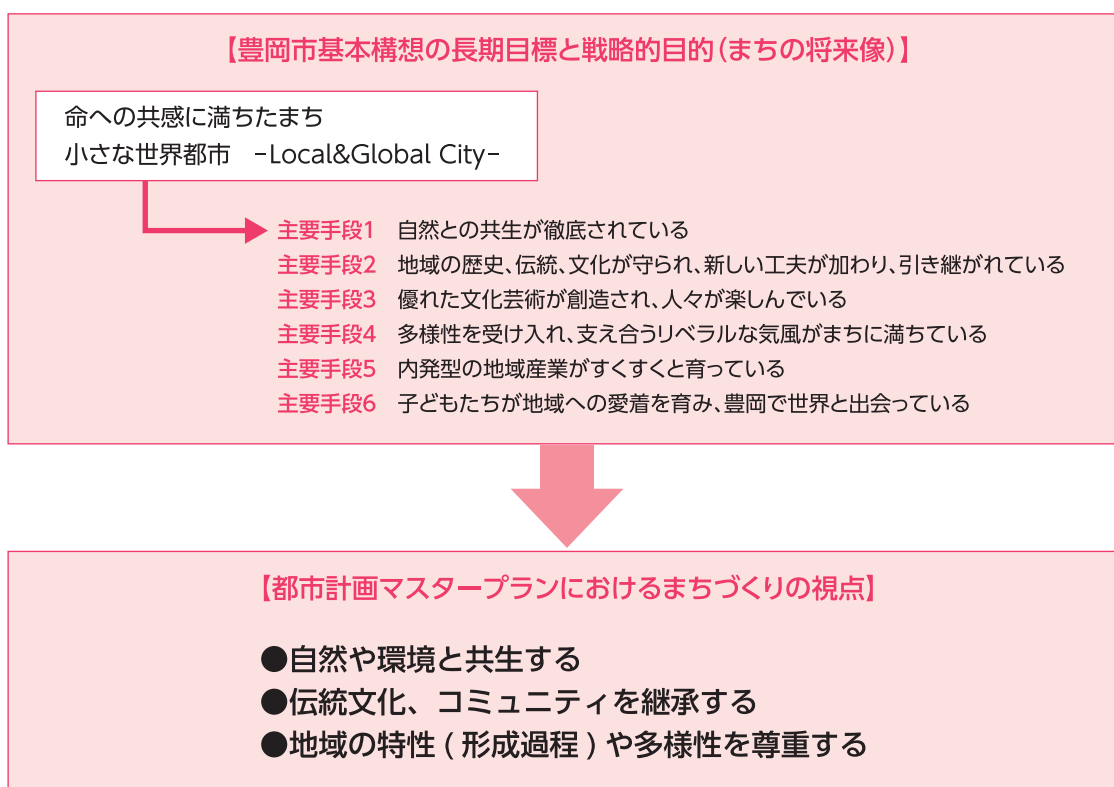 【豊岡市基本構想の長期目標と戦略的目的(まちの将来像)】
命への共感に満ちたまち
小さな世界都市　-Local&Global City-
主要手段1　自然との共生が徹底されている
主要手段2　地域の歴史、伝統、文化が守られ、新しい工夫が加わり、引き継がれている
主要手段3　優れた文化芸術が創造され、人々が楽しんでいる
主要手段4　多様性を受け入れ、支え合うリベラルな気風がまちに満ちている
主要手段5　内発型の地域産業がすくすくと育っている
主要手段6　子どもたちが地域への愛着を育み、豊岡で世界と出会っている
【都市計画マスタープランにおけるまちづくりの視点】
●自然や環境と共生する
●伝統文化、コミュニティを継承する
●地域の特性 ( 形成過程 ) や多様性を尊重する